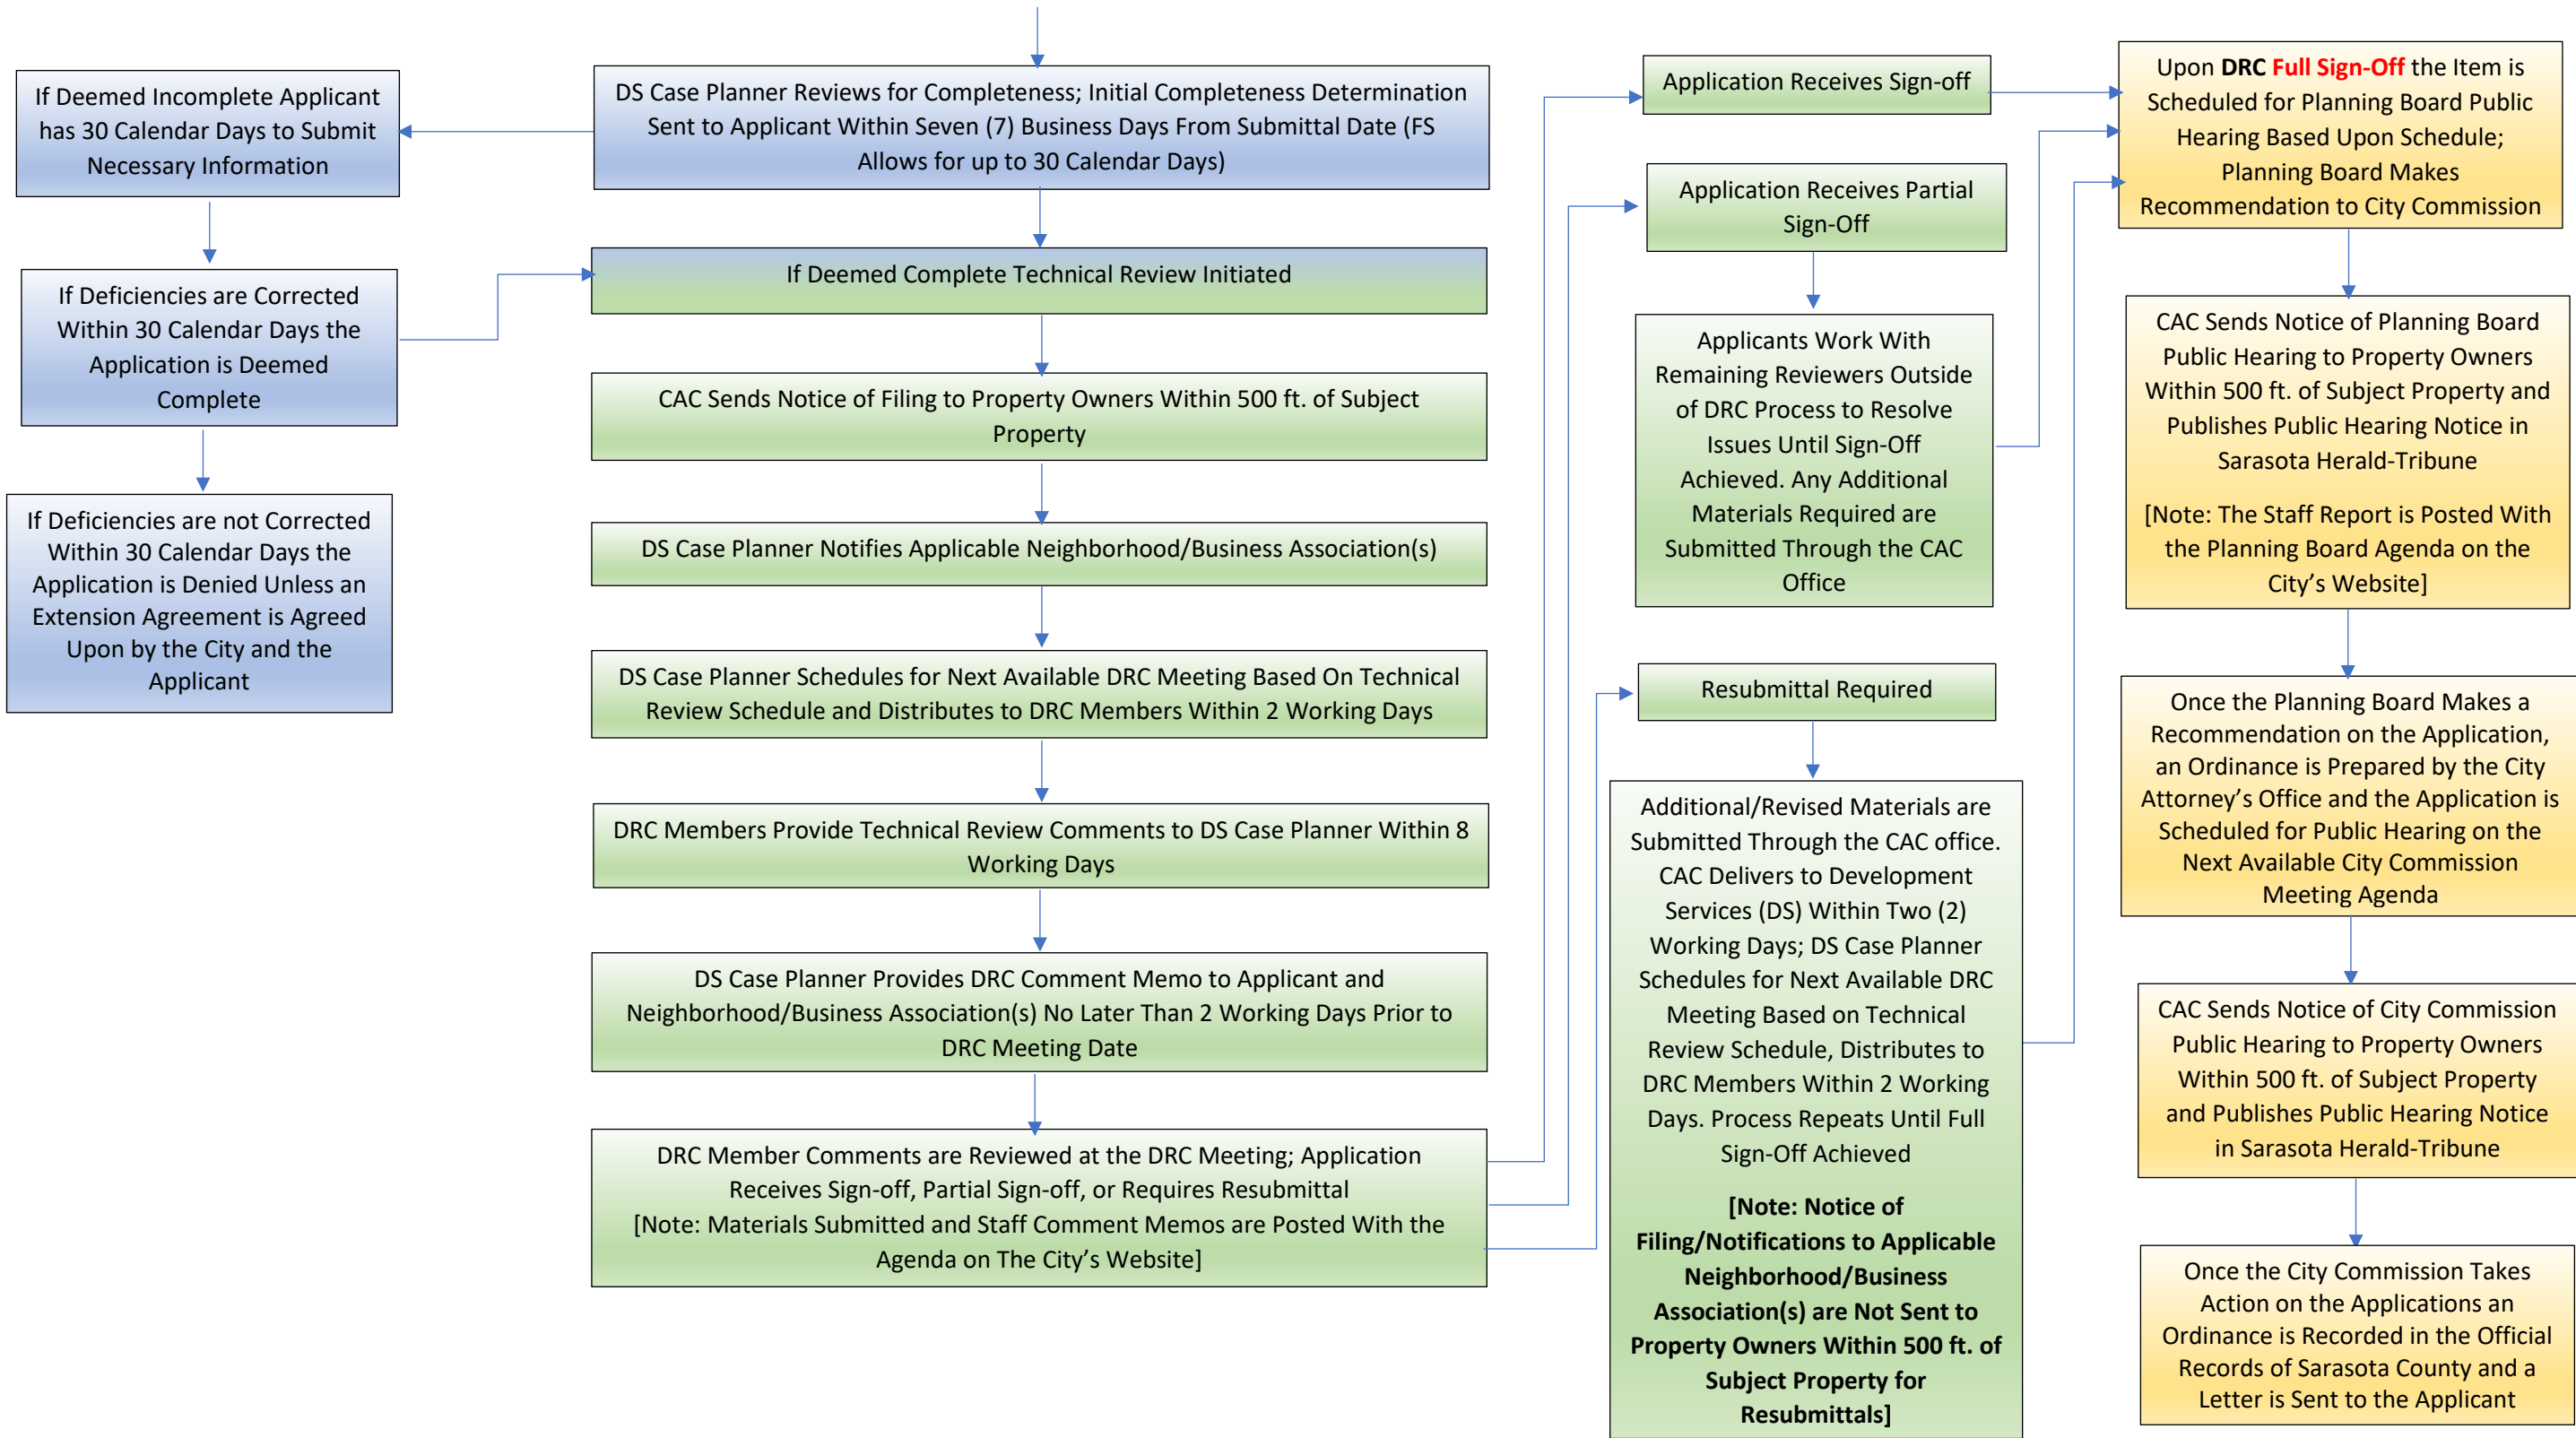 If Deemed Incomplete Applicant
has 30 Calendar Days to Submit
Necessary Information
If Deficiencies are Corrected
Within 30 Calendar Days the
Application is Deemed
Complete
If Deficiencies are not Corrected
Within 30 Calendar Days the
Application is Denied Unless an
Extension Agreement is Agreed
Upon by the City and the
Applicant
DS Case Planner Reviews for Completeness; Initial Completeness Determination
Sent to Applicant Within Seven (7) Business Days From Submittal Date (FS
Allows for up to 30 Calendar Days)
If Deemed Complete Technical Review Initiated
CAC Sends Notice of Filing to Property Owners Within 500 ft. of Subject
Property
DS Case Planner Notifies Applicable Neighborhood/Business Association(s)
DS Case Planner Schedules for Next Available DRC Meeting Based On Technical
Review Schedule and Distributes to DRC Members Within 2 Working Days
DRC Members Provide Technical Review Comments to DS Case Planner Within 8
Working Days
DS Case Planner Provides DRC Comment Memo to Applicant and
Neighborhood/Business Association(s) No Later Than 2 Working Days Prior to
DRC Meeting Date
DRC Member Comments are Reviewed at the DRC Meeting; Application
Receives Sign-off, Partial Sign-off, or Requires Resubmittal
[Note: Materials Submitted and Staff Comment Memos are Posted With the
Agenda on The City's Website]
Application Receives Sign-off
Application Receives Partial
Sign-Off
Applicants Work With
Remaining Reviewers Outside
of DRC Process to Resolve
Issues Until Sign-Off
Achieved. Any Additional
Materials Required are
Submitted Through the CAC
Office
Resubmittal Required
Additional/Revised Materials are
Submitted Through the CAC office.
CAC Delivers to Development
Services (DS) Within Two (2)
Working Days; DS Case Planner
Schedules for Next Available DRC
Meeting Based on Technical
Review Schedule, Distributes to
DRC Members Within 2 Working
Days. Process Repeats Until Full
Sign-Off Achieved
[Note: Notice of
Filing/Notifications to Applicable
Neighborhood/Business
Association(s) are Not Sent to
Property Owners Within 500 ft. of
Subject Property for
Resubmittals]
Upon DRC Full Sign-Off the Item is
Scheduled for Planning Board Public
Hearing Based Upon Schedule;
Planning Board Makes
Recommendation to City Commission
CAC Sends Notice of Planning Board
Public Hearing to Property Owners
Within 500 ft. of Subject Property and
Publishes Public Hearing Notice in
Sarasota Herald-Tribune
[Note: The Staff Report is Posted With
the Planning Board Agenda on the
City's Website]
Once the Planning Board Makes a
Recommendation on the Application,
an Ordinance is Prepared by the City
Attorney's Office and the Application is
Scheduled for Public Hearing on the
Next Available City Commission
Meeting Agenda
CAC Sends Notice of City Commission
Public Hearing to Property Owners
Within 500 ft. of Subject Property
and Publishes Public Hearing Notice
in Sarasota Herald-Tribune
Once the City Commission Takes
Action on the Applications an
Ordinance is Recorded in the Official
Records of Sarasota County and a
Letter is Sent to the Applicant